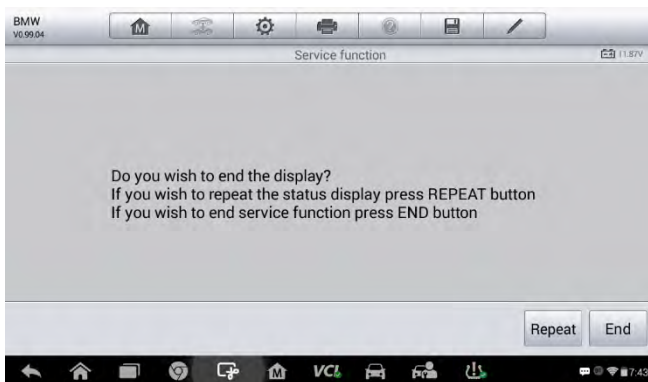 BMW
V0.99.04
M
Service function
11.87V
Do you wish to end the display?
If you wish to repeat the status display press REPEAT button
If you wish to end service function press END button
Repeat
End
M
VCI
7:43